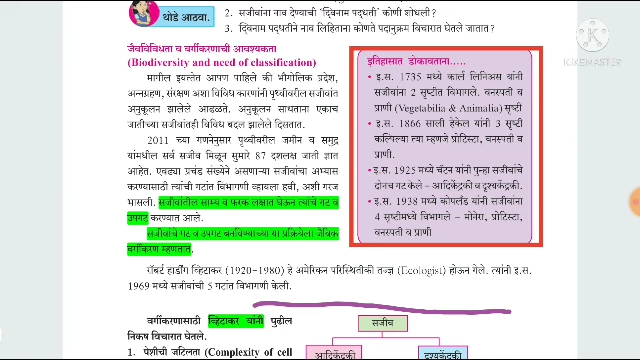 थोडे आठवा.
2. सजीवांना नाव देण्याची 'द्विनाम पद्धती' कोणी शोधली?
3. द्विनाम पद्धतीने नाव लिहिताना कोणते पदानुक्रम विचारात घेतले जातात?
जैवविविधता व वर्गीकरणाची आवश्यकता
(Biodiversity and need of classification)
मागील इयत्तेत आपण पाहिले की भौगोलिक प्रदेश,
अन्नग्रहण, संरक्षण अशा विविध कारणांनी पृथ्वीवरील सजीवांत
अनुकूलन झालेले आढळते. अनुकूलन साधताना एकाच
जातीच्या सजीवांतही विविध बदल झालेले दिसतात.
2011 च्या गणनेनुसार पृथ्वीवरील जमीन व समुद्र
यांमधील सर्व सजीव मिळून सुमारे 87 दशलक्ष जाती ज्ञात
आहेत. एवढ्या प्रचंड संख्येने असणाऱ्या सजीवांचा अभ्यास
करण्यासाठी त्यांची गटांत विभागणी व्हायला हवी, अशी गरज
भासली. सजीवांतील साम्य व फरक लक्षात घेऊन त्यांचे गट व
उपगट करण्यात आले.
सजीवांचे गट व उपगट बनविण्याच्या या प्रक्रियेला जैविक
वर्गीकरण म्हणतात.
इतिहासात डोकावताना....
• इ.स. 1735 मध्ये कार्ल लिनिअस यांनी
सजीवांना 2 सृष्टीत विभागले. वनस्पती व
प्राणी (Vegetabilia & Animalia) सृष्टी
• इ.स. 1866 साली हेकेल यांनी 3 सृष्टी
कल्पिल्या त्या म्हणजे प्रोटिस्टा, वनस्पती व
प्राणी.
• इ.स. 1925 मध्ये चॅटन यांनी पुन्हा सजीवांचे
दोनच गट केले – आदिकेंद्रकी व दृश्यकेंद्रकी.
• इ.स. 1938 मध्ये कोपलँड यांनी सजीवांना
4 सृष्टींमध्ये विभागले – मोनेरा, प्रोटिस्टा,
वनस्पती व प्राणी
रॉबर्ट हार्डींग व्हिटाकर (1920–1980) हे अमेरिकन परिस्थितीकी तज्ज्ञ (Ecologist) होऊन गेले. त्यांनी इ.स.
1969 मध्ये सजीवांची 5 गटांत विभागणी केली.
वर्गीकरणासाठी व्हिटाकर यांनी पुढील
निकष विचारात घेतले.
1. पेशीची जटिलता (Complexity of cell
सजीव
आदिकेंद्रकी
दृश्यकेंद्रकी
Made with
KINEMASTER